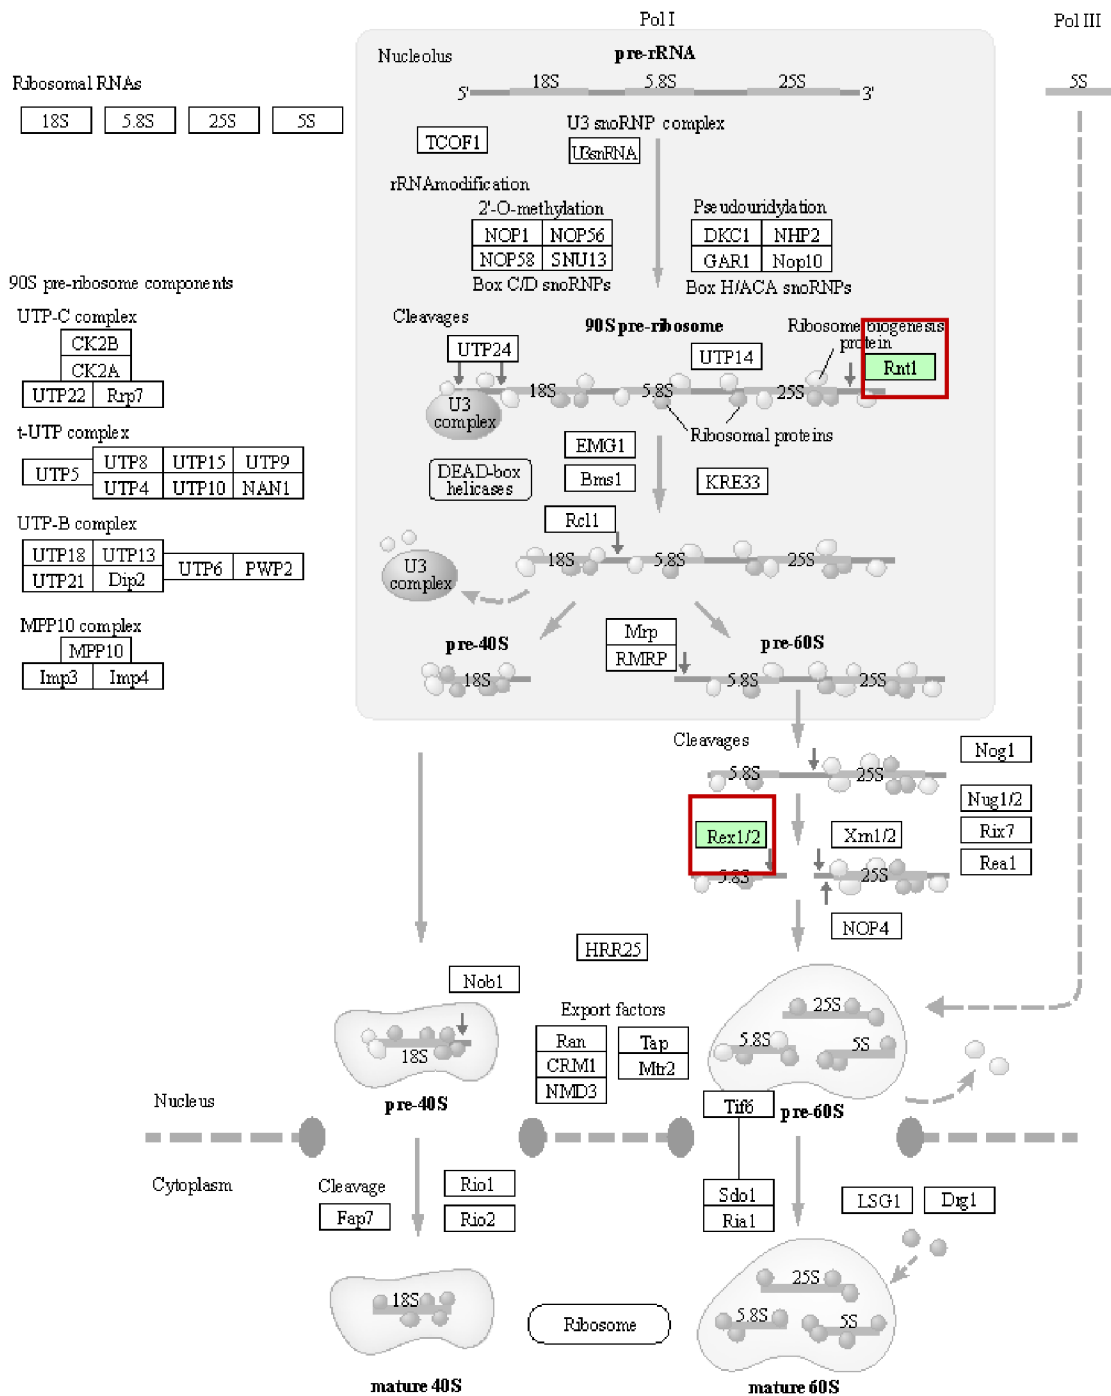 Pol I
Pol III
Nucleolus
pre-rRNA
Ribosomal RNAs
18S
5.8S
25S
5S
5'
18S
5.8S
25S
3'
5S
TCOF1
U3 snoRNP complex
U3snRNA
rRNAmodification
2'-O-methylation
NOP1
NOP56
NOP58
SNU13
Box C/D snoRNPs
Pseudouridylation
DKC1
NHP2
GAR1
Nop10
Box H/ACA snoRNPs
90S pre-ribosome components
UTP-C complex
CK2B
CK2A
UTP22
Rrp7
t-UTP complex
UTP5
UTP8
UTP15
UTP9
UTP4
UTP10
NAN1
UTP-B complex
UTP18
UTP13
UTP21
Dip2
UTP6
PWP2
MPP10 complex
MPP10
Imp3
Imp4
Cleavages
UTP24
90S pre-ribosome
UTP14
Ribosome biogenesis
protein
Rnt1
18S
5.8S
25S
U3
complex
Ribosomal proteins
EMG1
Bms1
DEAD-box
helicases
KRE33
Rcl1
18S
5.8S
25S
U3
complex
pre-40S
Mrp
RMRP
pre-60S
18S
5.8S
25S
Cleavages
Nog1
5.8S
25S
Nug1/2
Rex1/2
Xrn1/2
Rix7
Rea1
5.8S
25S
NOP4
HRR25
Nob1
Export factors
Ran
CRM1
NMD3
Tap
Mtr2
18S
25S
5.8S
5S
pre-40S
Tif6
pre-60S
Nucleus
Cytoplasm
Cleavage
Fap7
Rio1
Rio2
Sdo1
Ria1
LSG1
Drg1
18S
Ribosome
25S
5.8S
5S
mature 40S
mature 60S